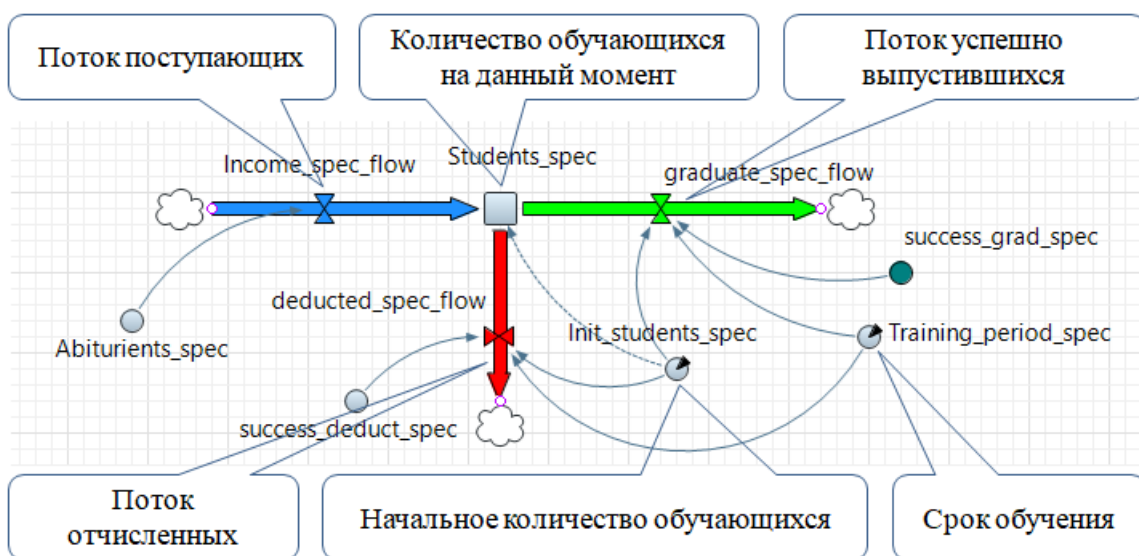 Поток поступающих
Количество обучающихся
на данный момент
Поток успешно
выпустившихся
Income_spec_flow
Students_spec
graduate_spec_flow
success_grad_spec
deducted_spec_flow
Init_students_spec
Training_period_spec
Abiturients_spec
success_deduct_spec
Поток
отчисленных
Начальное количество обучающихся
Срок обучения